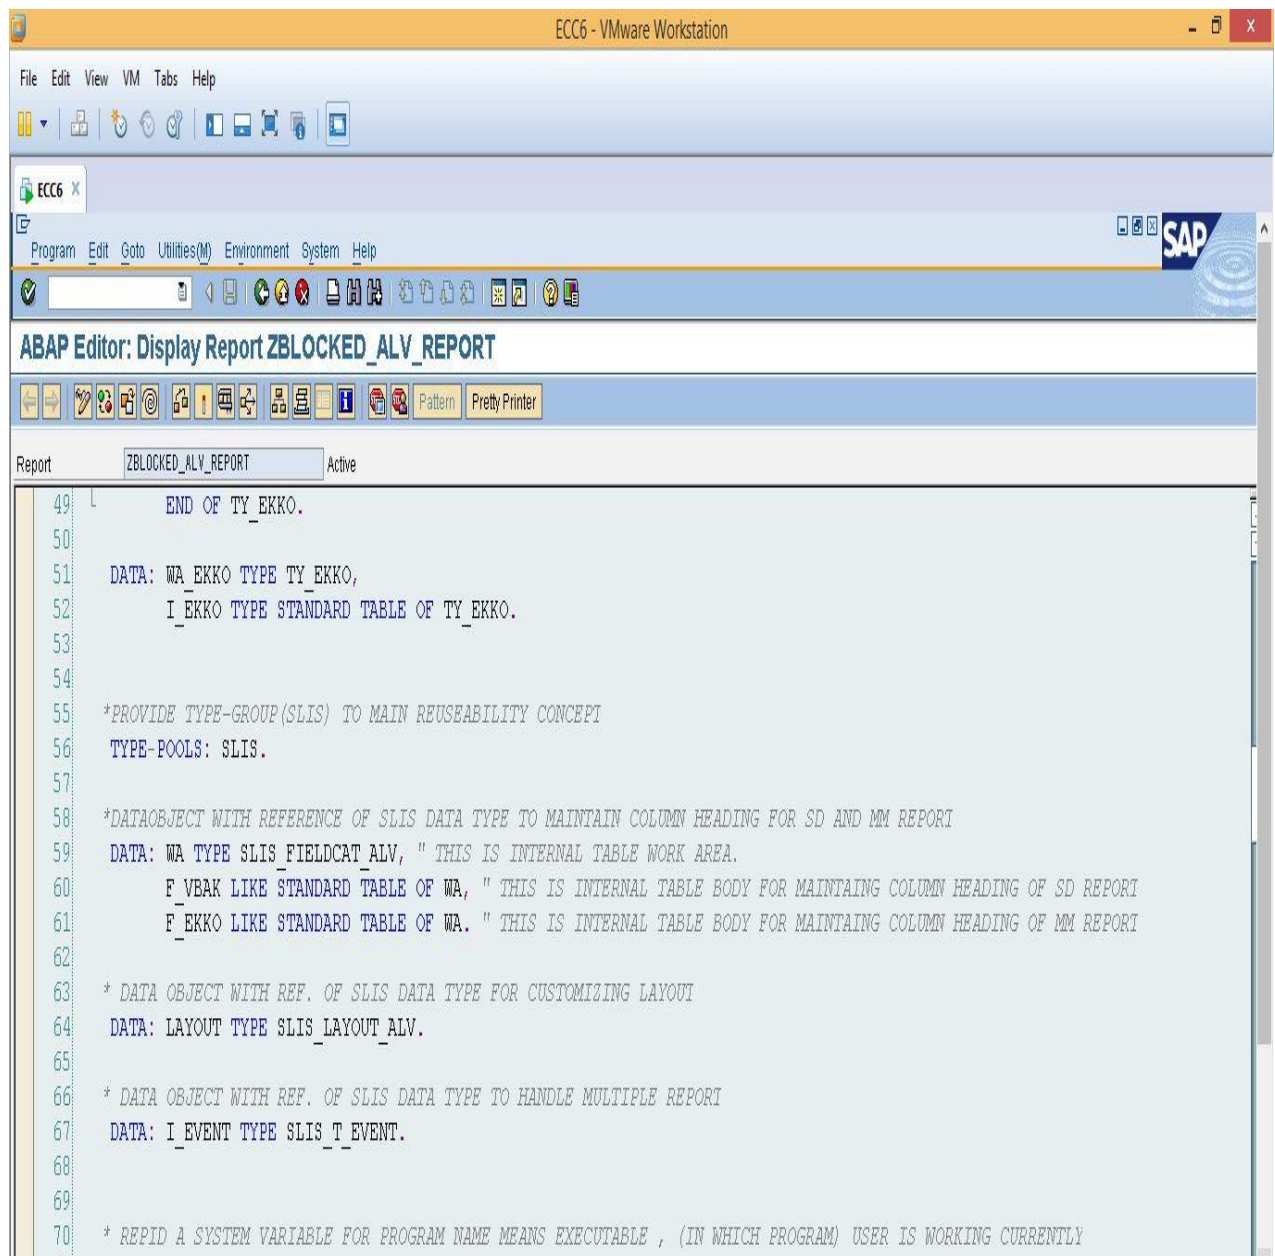 ECC6 - VMware Workstation
File Edit View VM Tabs Help
ECC6
Program Edit Goto Utilities(M) Environment System Help
SAP
ABAP Editor: Display Report ZBLOCKED_ALV_REPORT
Pattern Pretty Printer
Report ZBLOCKED_ALV_REPORT Active
49 END OF TY_EKKO.
50
51 DATA: WA_EKKO TYPE TY_EKKO,
52 I_EKKO TYPE STANDARD TABLE OF TY_EKKO.
53
54
55 *PROVIDE TYPE-GROUP(SLIS) TO MAIN REUSEABILITY CONCEPT
56 TYPE-POOLS: SLIS.
57
58 *DATAOBJECT WITH REFERENCE OF SLIS DATA TYPE TO MAINTAIN COLUMN HEADING FOR SD AND MM REPORT
59 DATA: WA TYPE SLIS_FIELDCAT_ALV, " THIS IS INTERNAL TABLE WORK AREA.
60 F_VBAK LIKE STANDARD TABLE OF WA, " THIS IS INTERNAL TABLE BODY FOR MAINTAING COLUMN HEADING OF SD REPORT
61 F_EKKO LIKE STANDARD TABLE OF WA. " THIS IS INTERNAL TABLE BODY FOR MAINTAING COLUMN HEADING OF MM REPORT
62
63 * DATA OBJECT WITH REF. OF SLIS DATA TYPE FOR CUSTOMIZING LAYOUT
64 DATA: LAYOUT TYPE SLIS_LAYOUT_ALV.
65
66 * DATA OBJECT WITH REF. OF SLIS DATA TYPE TO HANDLE MULTIPLE REPORT
67 DATA: I_EVENT TYPE SLIS_T_EVENT.
68
69
70 * REPID A SYSTEM VARIABLE FOR PROGRAM NAME MEANS EXECUTABLE , (IN WHICH PROGRAM) USER IS WORKING CURRENTLY